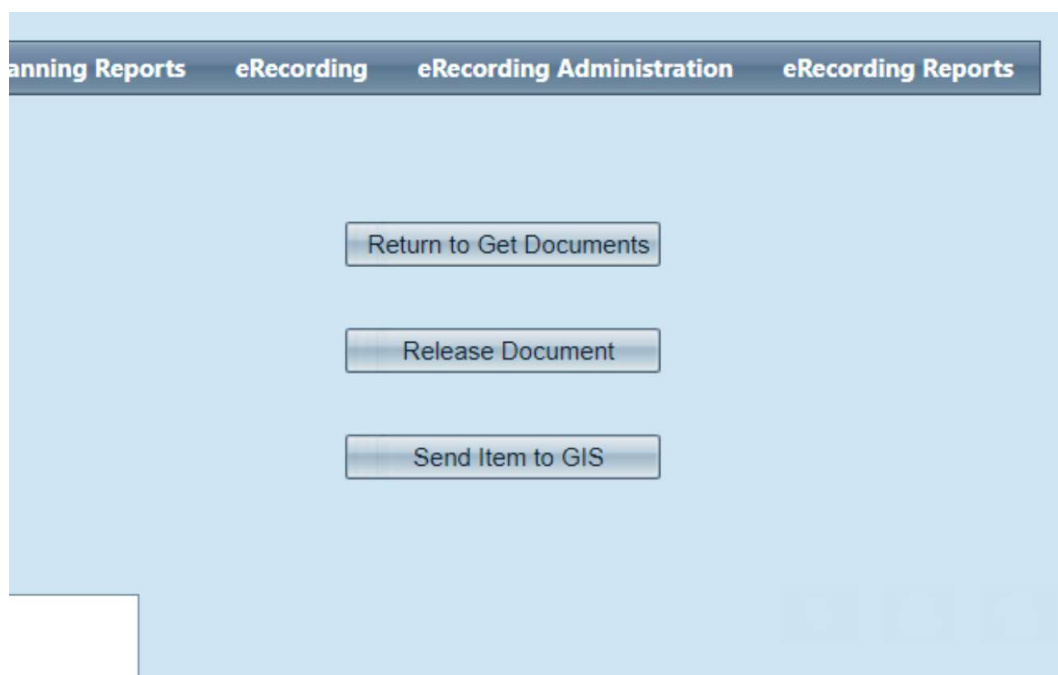 anning Reports eRecording eRecording Administration eRecording Reports
Return to Get Documents
Release Document
Send Item to GIS